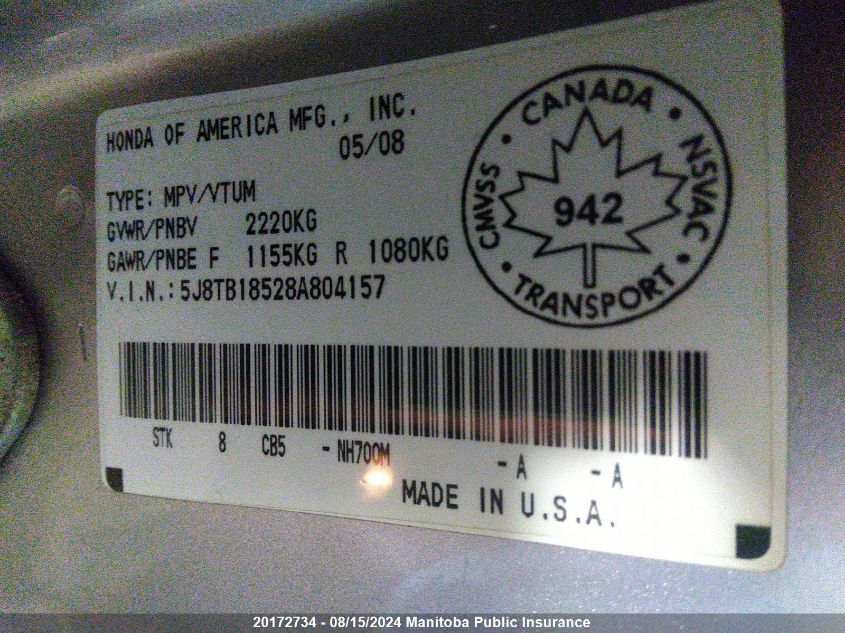 HONDA OF AMERICA MFG., INC.
05/08
TYPE: MPV/VTUM
GVWR/PNBV 2220KG
GAWR/PNBE F 1155KG R 1080KG
V.I.N.: 5J8TB18528A804157
CANADA
CMVSS
NSVAC
942
TRANSPORT
STK 8 CB5 -NH700M -A -A
MADE IN U.S.A.
20172734 - 08/15/2024 Manitoba Public Insurance